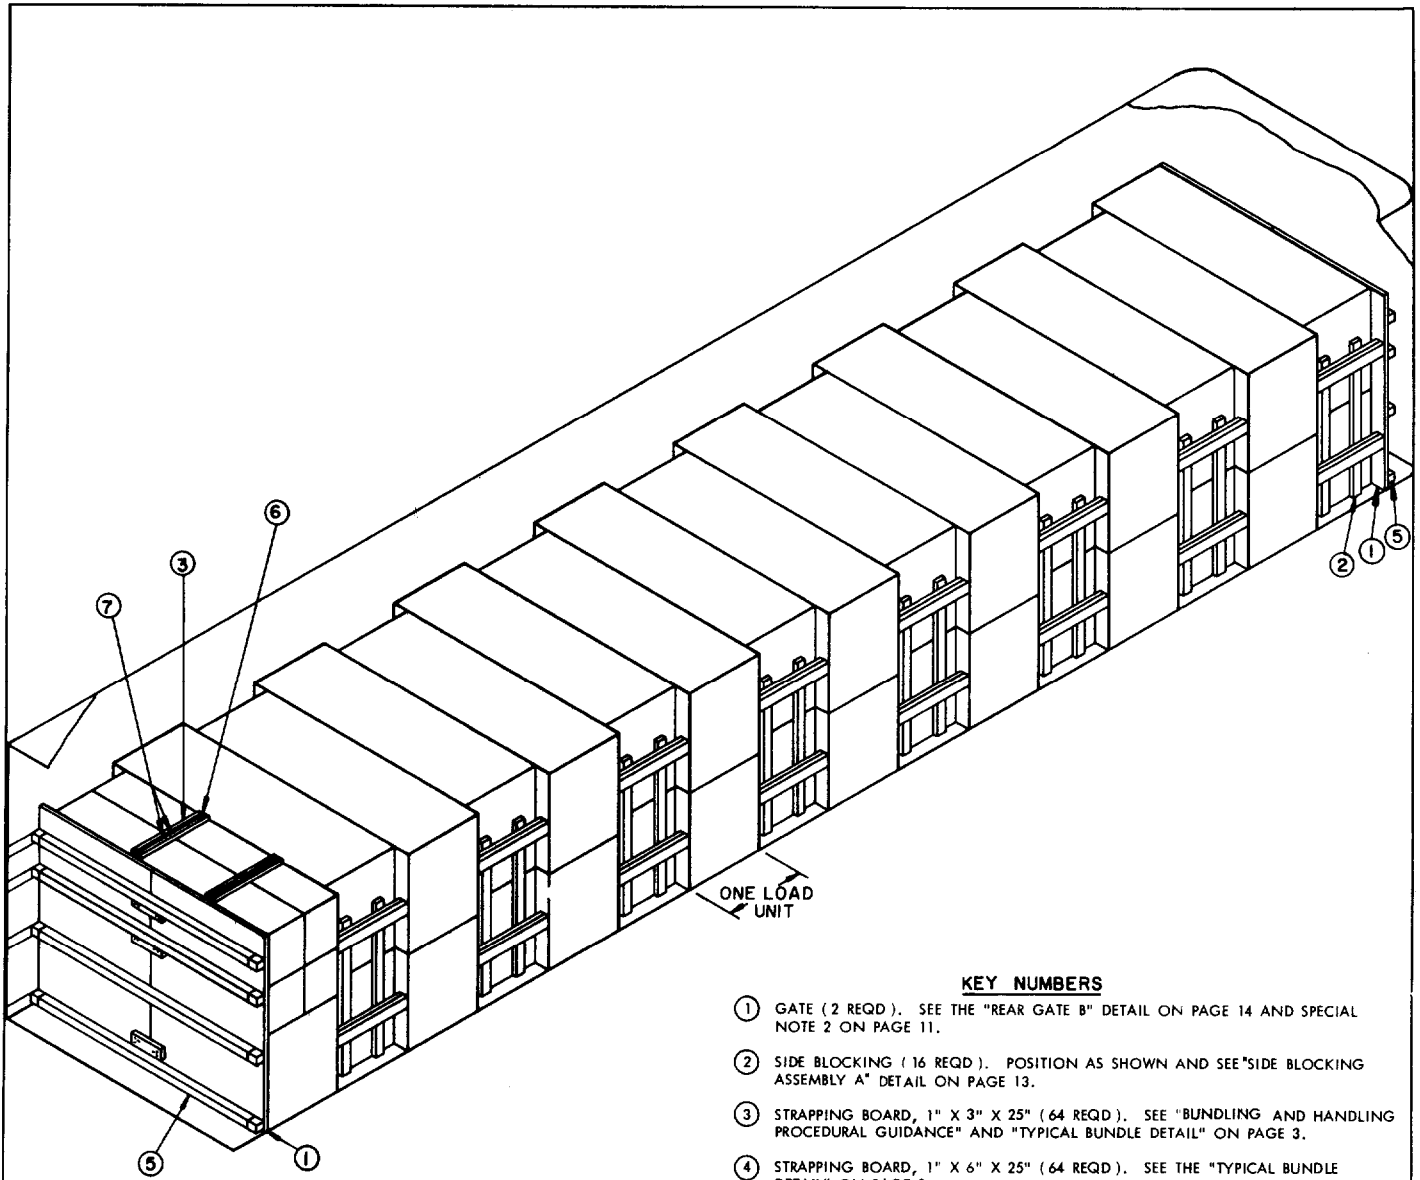 6
3
7
2
1
5
ONE LOAD
UNIT
5
1
KEY NUMBERS
1 GATE (2 REQD). SEE THE "REAR GATE B" DETAIL ON PAGE 14 AND SPECIAL
NOTE 2 ON PAGE 11.
2 SIDE BLOCKING (16 REQD). POSITION AS SHOWN AND SEE "SIDE BLOCKING
ASSEMBLY A" DETAIL ON PAGE 13.
3 STRAPPING BOARD, 1" X 3" X 25" (64 REQD). SEE "BUNDLING AND HANDLING
PROCEDURAL GUIDANCE" AND "TYPICAL BUNDLE DETAIL" ON PAGE 3.
4 STRAPPING BOARD, 1" X 6" X 25" (64 REQD). SEE THE "TYPICAL BUNDLE